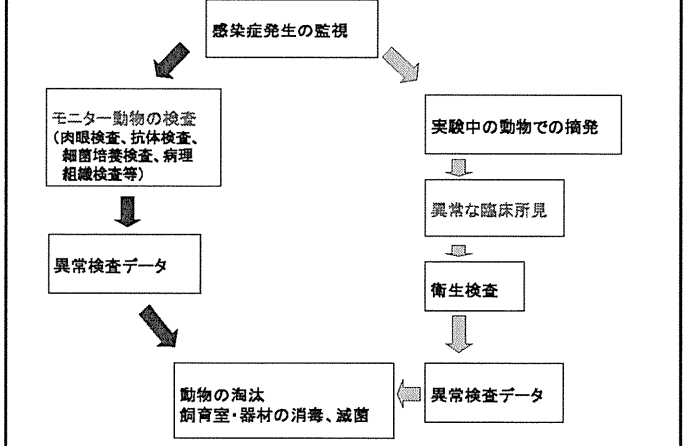 感染症発生の監視
モニター動物の検査
(肉眼検査、抗体検査、
細菌培養検査、病理
組織検査等)
異常検査データ
実験中の動物での摘発
異常な臨床所見
衛生検査
異常検査データ
動物の淘汰
飼育室・器材の消毒、滅菌